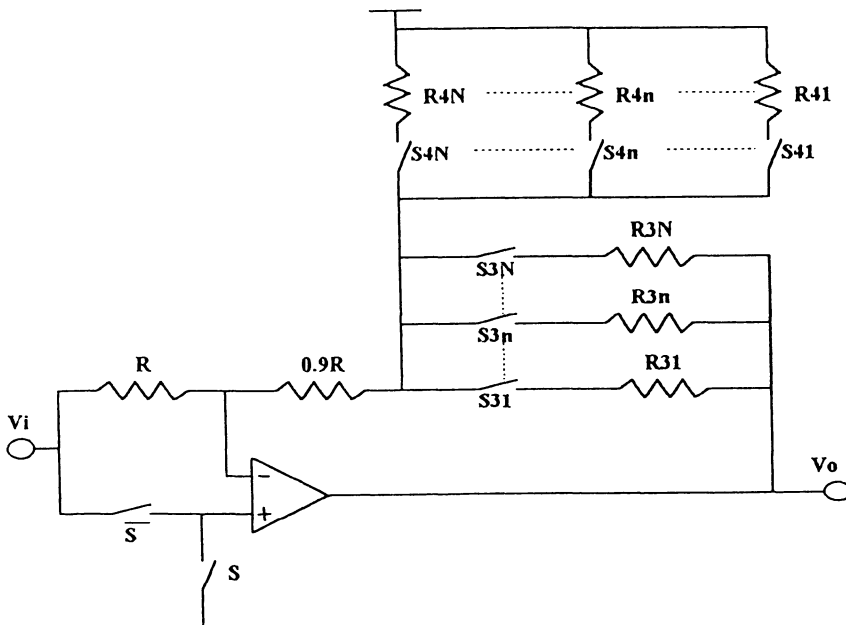 R4N R4n R41
S4N S4n S41
R3N
S3N
R3n
S3n
R 0.9R R31
S31
Vi
Vo
−
+
S̅
S